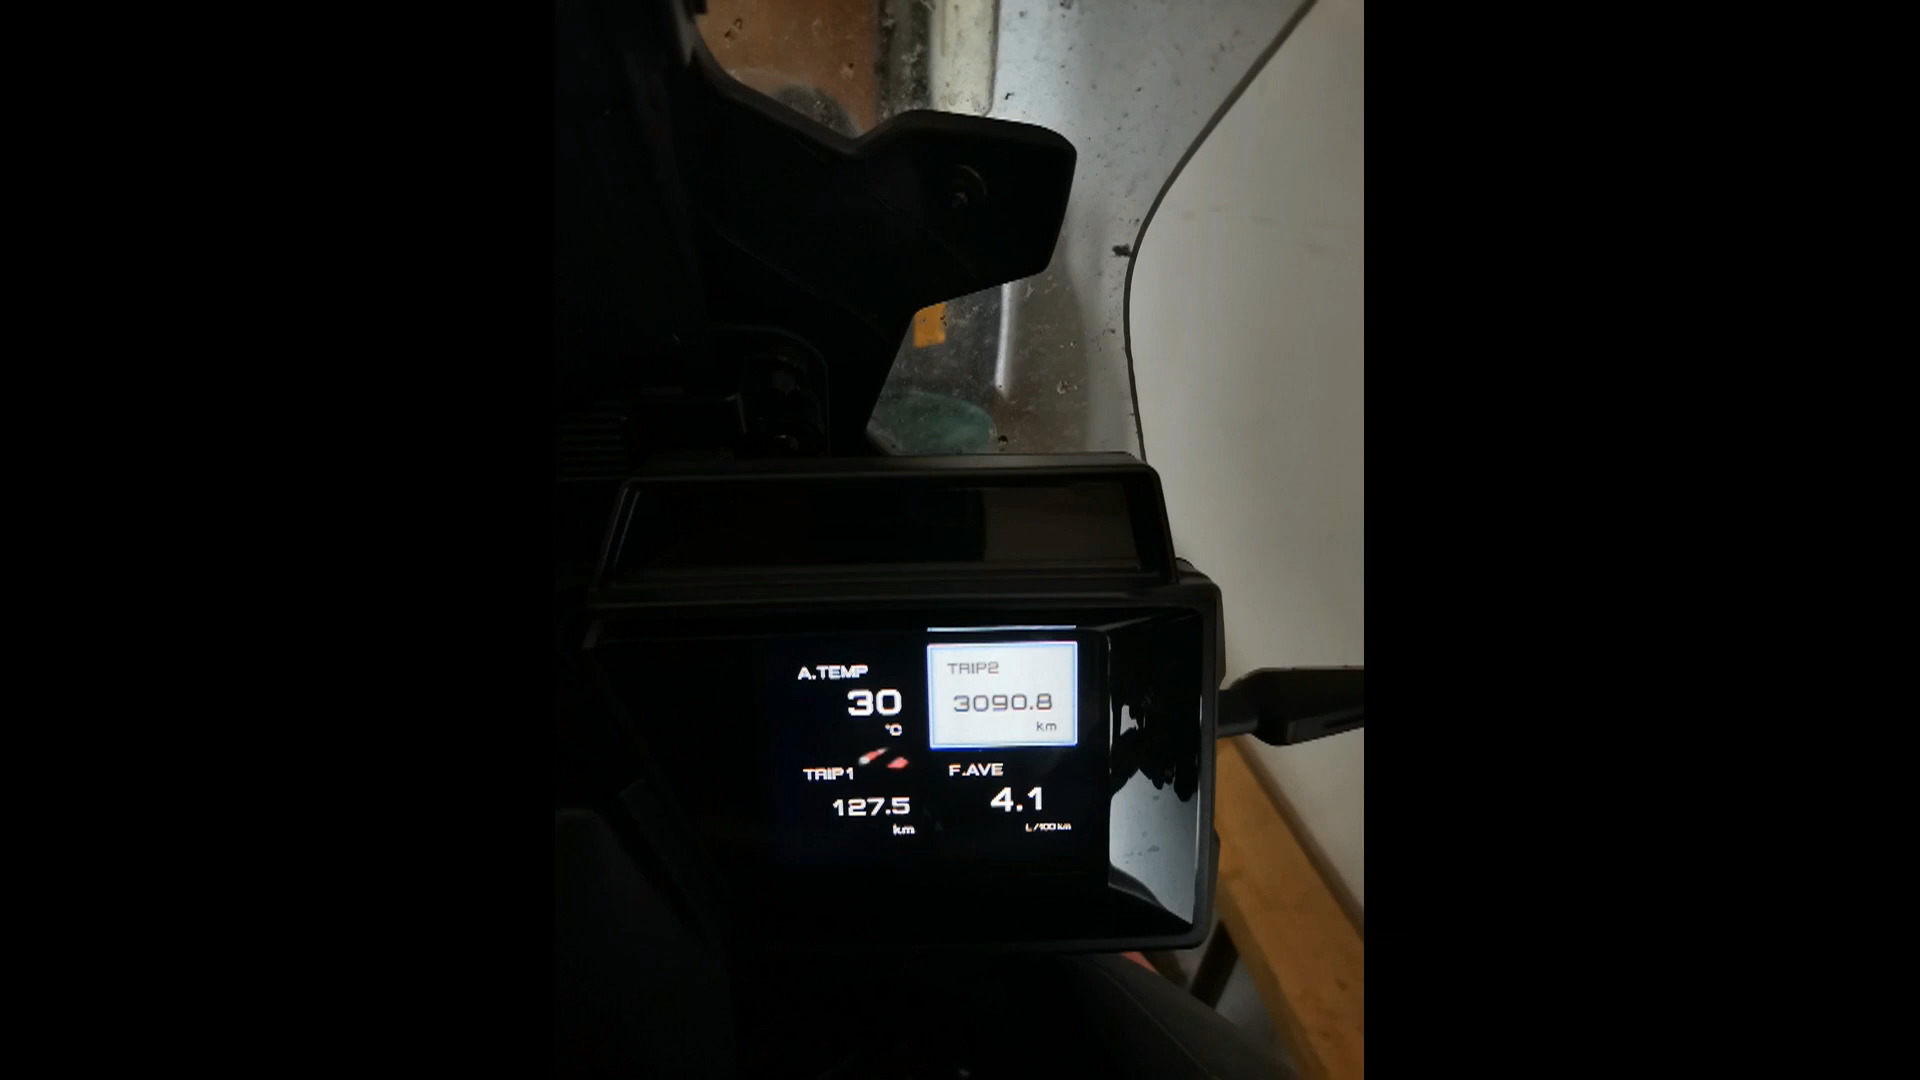 A.TEMP
30
°C
TRIP2
3090.8
km
TRIP1
127.5
km
F.AVE
4.1
L/100 km